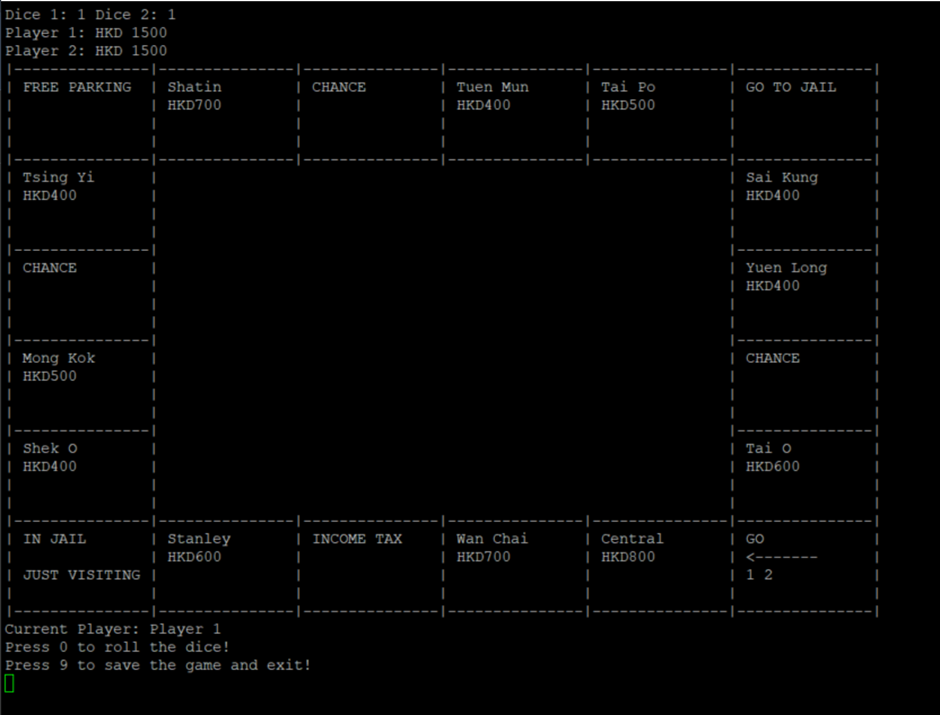 Dice 1: 1 Dice 2: 1
Player 1: HKD 1500
Player 2: HKD 1500
FREE PARKING Shatin CHANCE Tuen Mun Tai Po GO TO JAIL
HKD700 HKD400 HKD500
Tsing Yi Sai Kung
HKD400 HKD400
CHANCE Yuen Long
HKD400
Mong Kok CHANCE
HKD500
Shek O Tai O
HKD400 HKD600
IN JAIL Stanley INCOME TAX Wan Chai Central GO
HKD600 HKD700 HKD800 <-------
JUST VISITING 1 2
Current Player: Player 1
Press 0 to roll the dice!
Press 9 to save the game and exit!